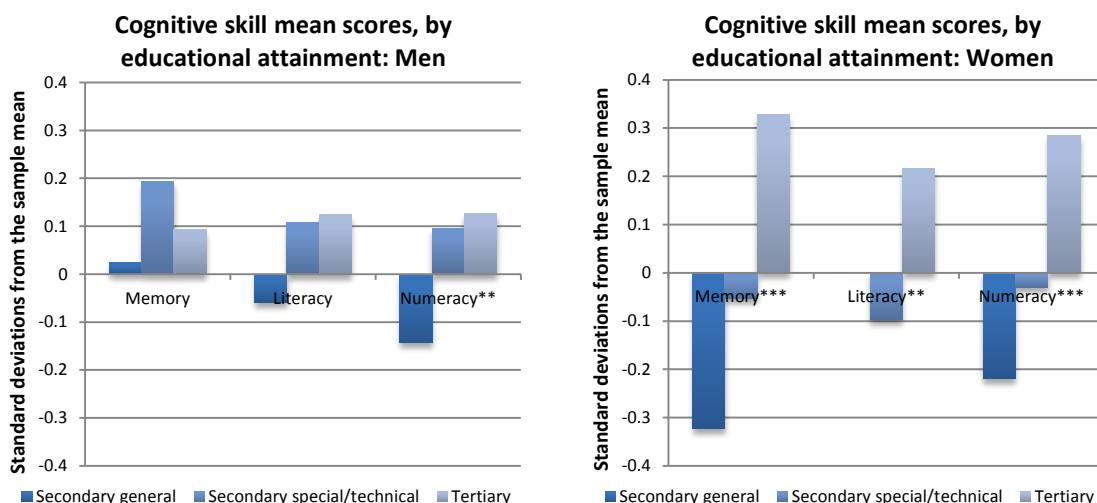 Cognitive skill mean scores, by
educational attainment: Men
Standard deviations from the sample mean
0.4
0.3
0.2
0.1
0
-0.1
-0.2
-0.3
-0.4
Memory
Literacy
Numeracy**
Secondary general
Secondary special/technical
Tertiary
Cognitive skill mean scores, by
educational attainment: Women
Standard deviations from the sample mean
0.4
0.3
0.2
0.1
0
-0.1
-0.2
-0.3
-0.4
Memory***
Literacy**
Numeracy***
Secondary general
Secondary special/technical
Tertiary